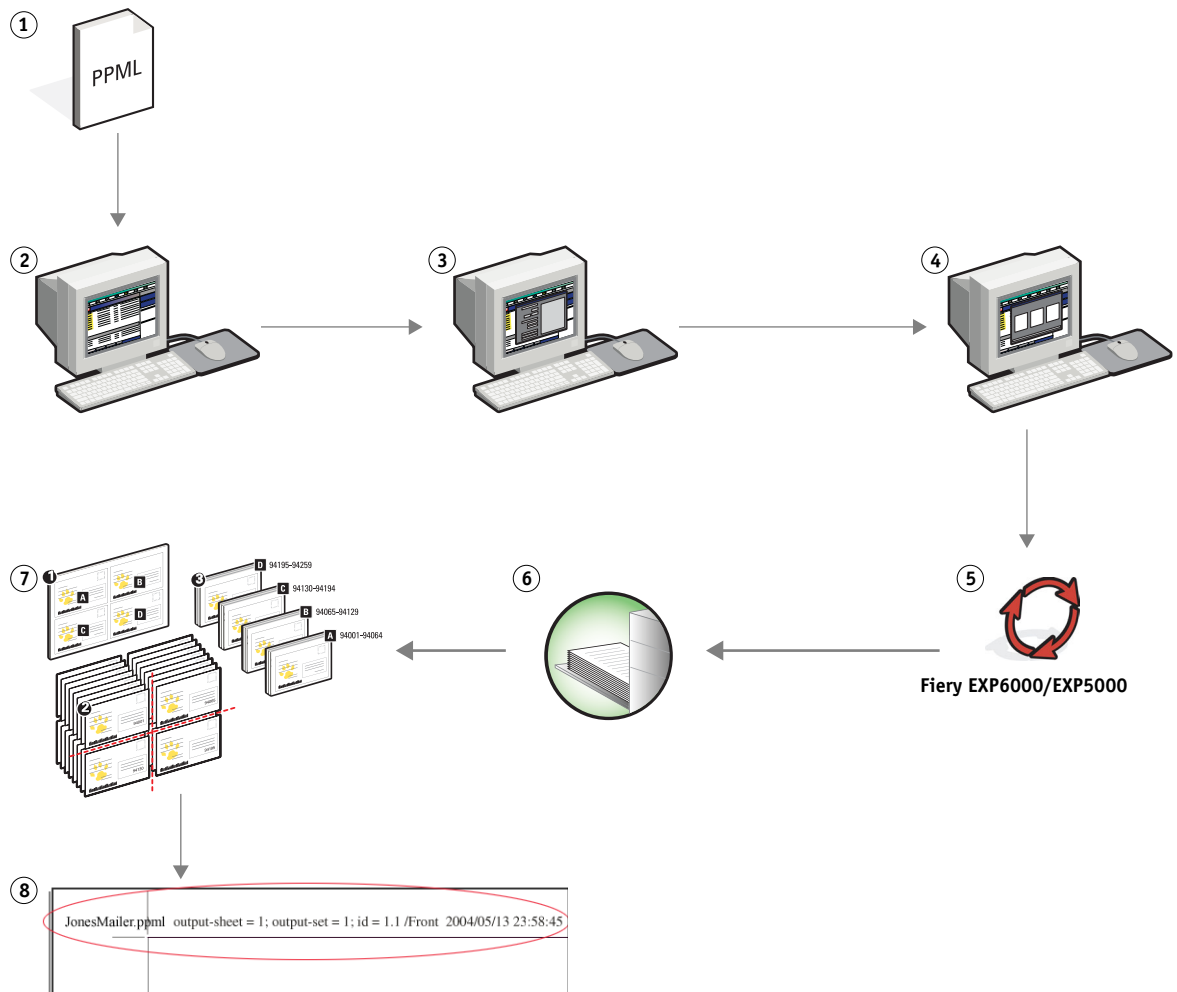 1
PPML
2
3
4
5
Fiery EXP6000/EXP5000
6
7
1
A
B
C
D
2
3
D 94195–94259
C 94130–94194
B 94065–94129
A 94001–94064
8
JonesMailer.ppml output-sheet = 1; output-set = 1; id = 1.1 /Front 2004/05/13 23:58:45